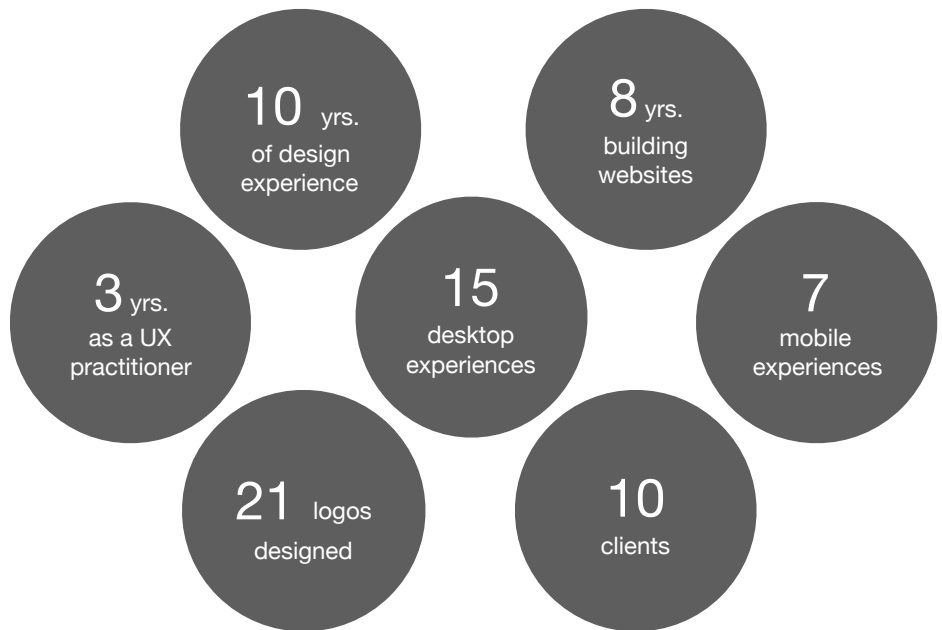 10 yrs.
of design
experience
8 yrs.
building
websites
3 yrs.
as a UX
practitioner
15
desktop
experiences
7
mobile
experiences
21 logos
designed
10
clients